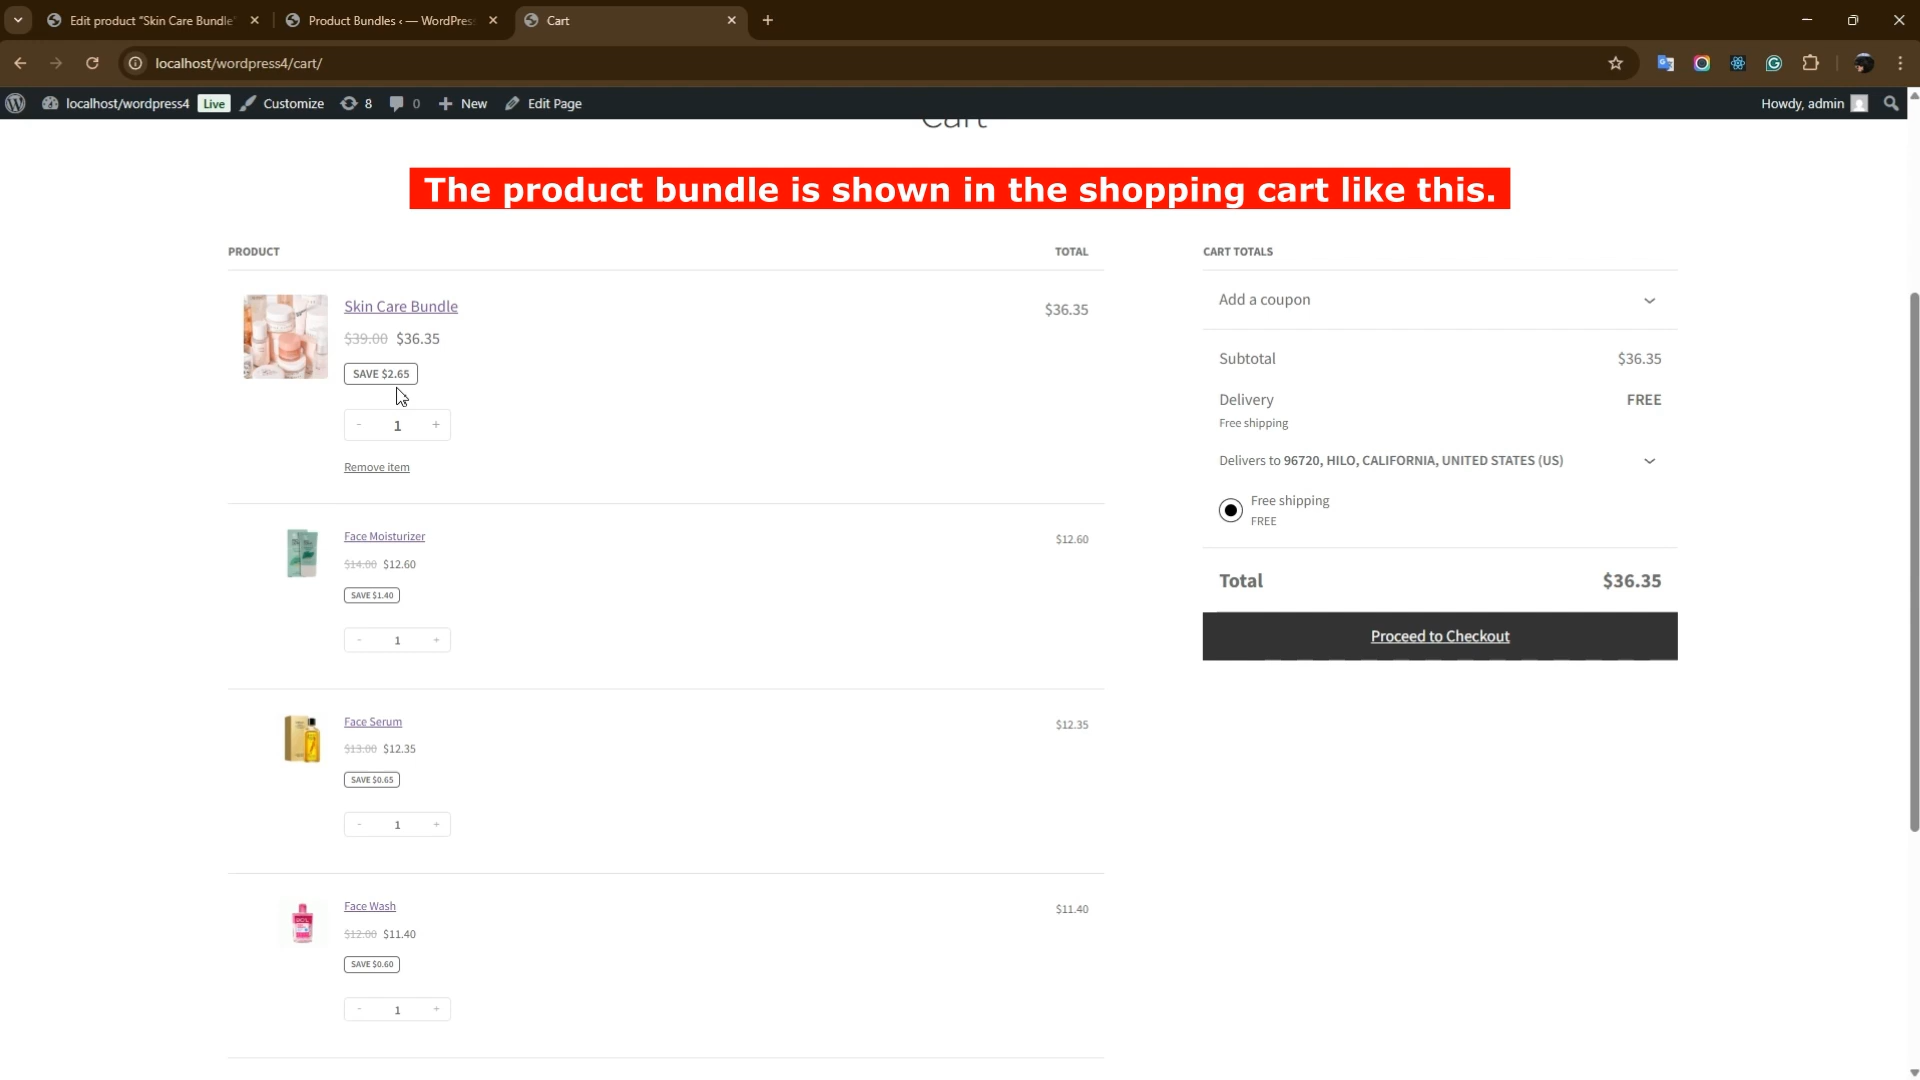 Edit product "Skin Care Bundle"
Product Bundles ‹ — WordPres
Cart
localhost/wordpress4/cart/
localhost/wordpress4
Live
Customize
8
0
New
Edit Page
Howdy, admin
Cart
The product bundle is shown in the shopping cart like this.
PRODUCT
TOTAL
Skin Care Bundle
$36.35
$39.00 $36.35
SAVE $2.65
- 1 +
Remove item
Face Moisturizer
$12.60
$14.00 $12.60
SAVE $1.40
- 1 +
Face Serum
$12.35
$13.00 $12.35
SAVE $0.65
- 1 +
Face Wash
$11.40
$12.00 $11.40
SAVE $0.60
- 1 +
CART TOTALS
Add a coupon
Subtotal $36.35
Delivery FREE
Free shipping
Delivers to 96720, HILO, CALIFORNIA, UNITED STATES (US)
Free shipping
FREE
Total $36.35
Proceed to Checkout